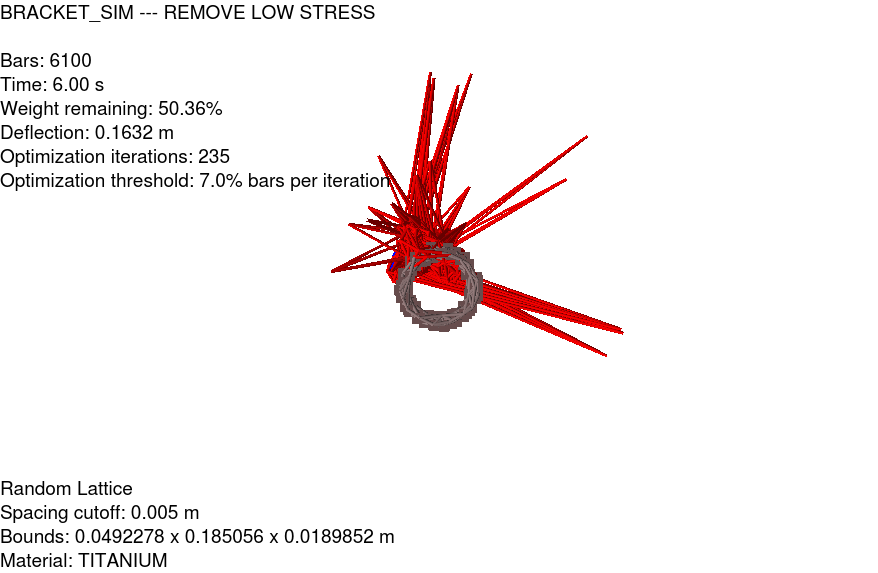 BRACKET_SIM --- REMOVE LOW STRESS
Bars: 6100
Time: 6.00 s
Weight remaining: 50.36%
Deflection: 0.1632 m
Optimization iterations: 235
Optimization threshold: 7.0% bars per iteration
Random Lattice
Spacing cutoff: 0.005 m
Bounds: 0.0492278 x 0.185056 x 0.0189852 m
Material: TITANIUM